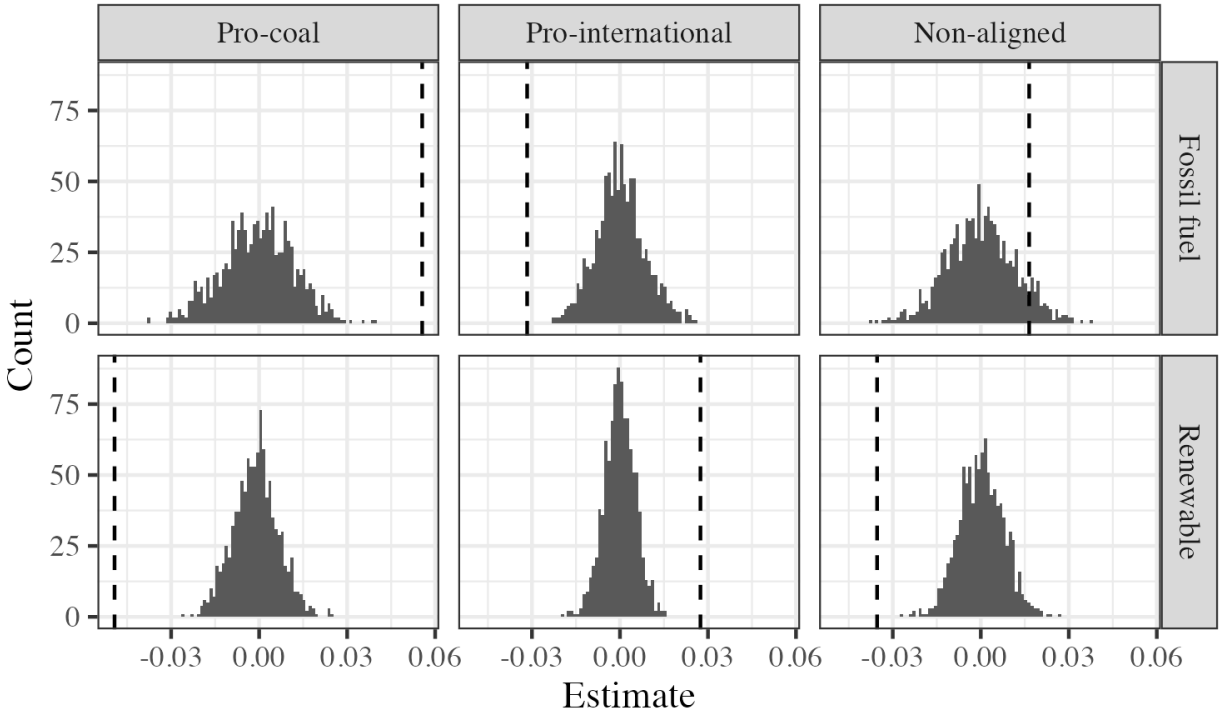 Pro-coal Pro-international Non-aligned
Count
75
50
25
0
Fossil fuel
75
50
25
0
Renewable
-0.03 0.00 0.03 0.06 -0.03 0.00 0.03 0.06 -0.03 0.00 0.03 0.06
Estimate